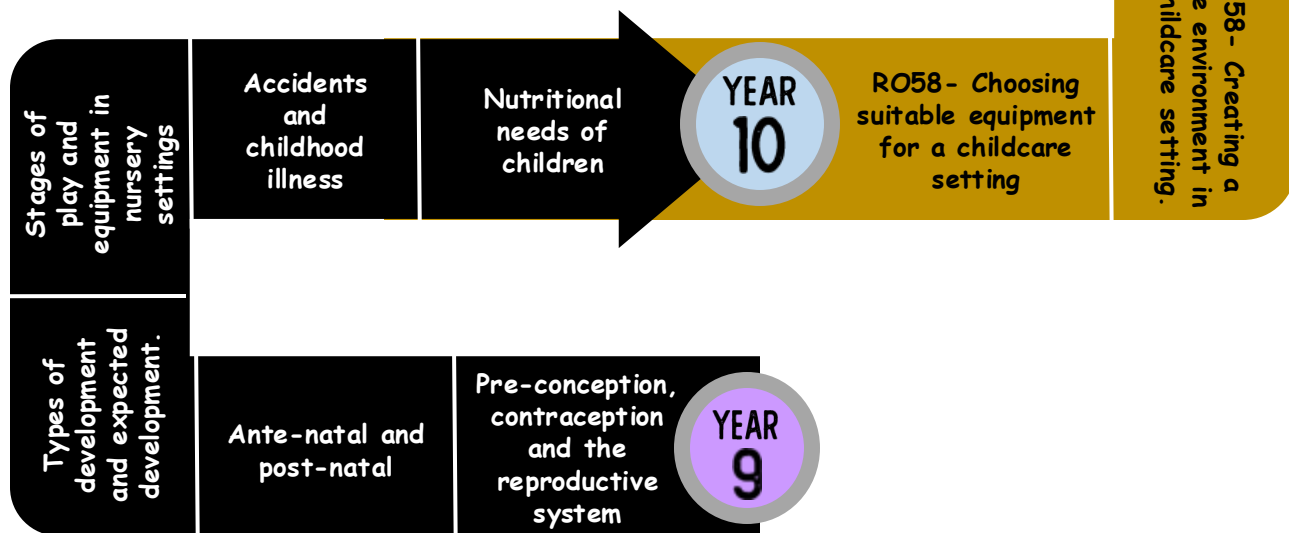 YEAR
9
Pre-conception,
contraception
and the
reproductive
system
Ante-natal and
post-natal
Types of
development
and expected
development.
Stages of
play and
equipment in
nursery
settings
Accidents
and
childhood
illness
Nutritional
needs of
children
YEAR
10
RO58- Choosing
suitable equipment
for a childcare
setting
58- Creating a
environment in
setting.